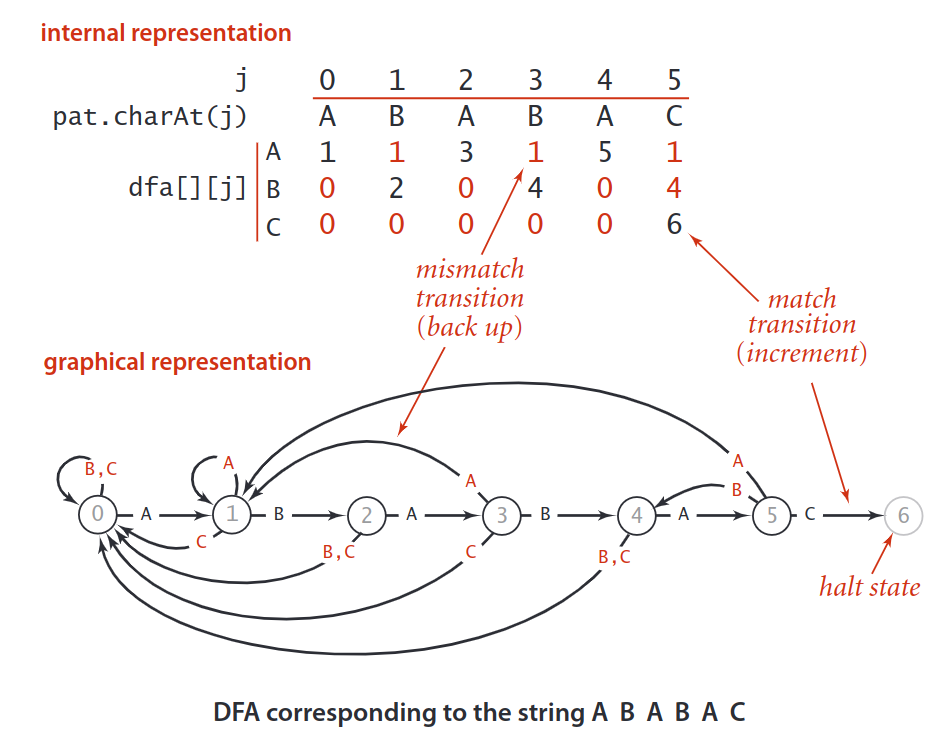 internal representation
j 0 1 2 3 4 5
pat.charAt(j) A B A B A C
A 1 1 3 1 5 1
dfa[][j] B 0 2 0 4 0 4
C 0 0 0 0 0 6
mismatch
transition
(back up)
match
transition
(increment)
graphical representation
A
B,C A A B
0 A 1 B 2 A 3 B 4 A 5 C 6
C B,C C B,C
halt state
DFA corresponding to the string A B A B A C